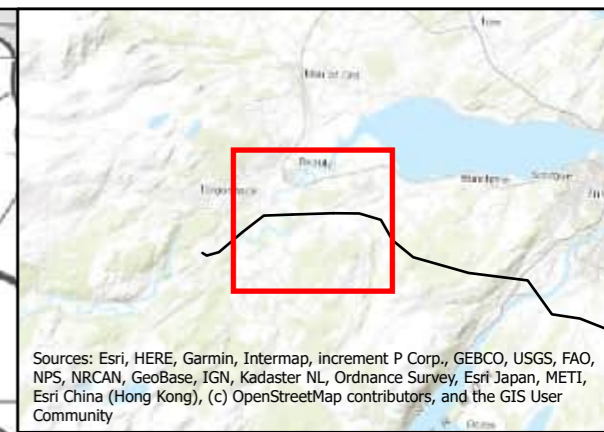 Beauly
Sources: Esri, HERE, Garmin, Intermap, increment P Corp., GEBCO, USGS, FAO,
NPS, NRCAN, GeoBase, IGN, Kadaster NL, Ordnance Survey, Esri Japan, METI,
Esri China (Hong Kong), (c) OpenStreetMap contributors, and the GIS User
Community